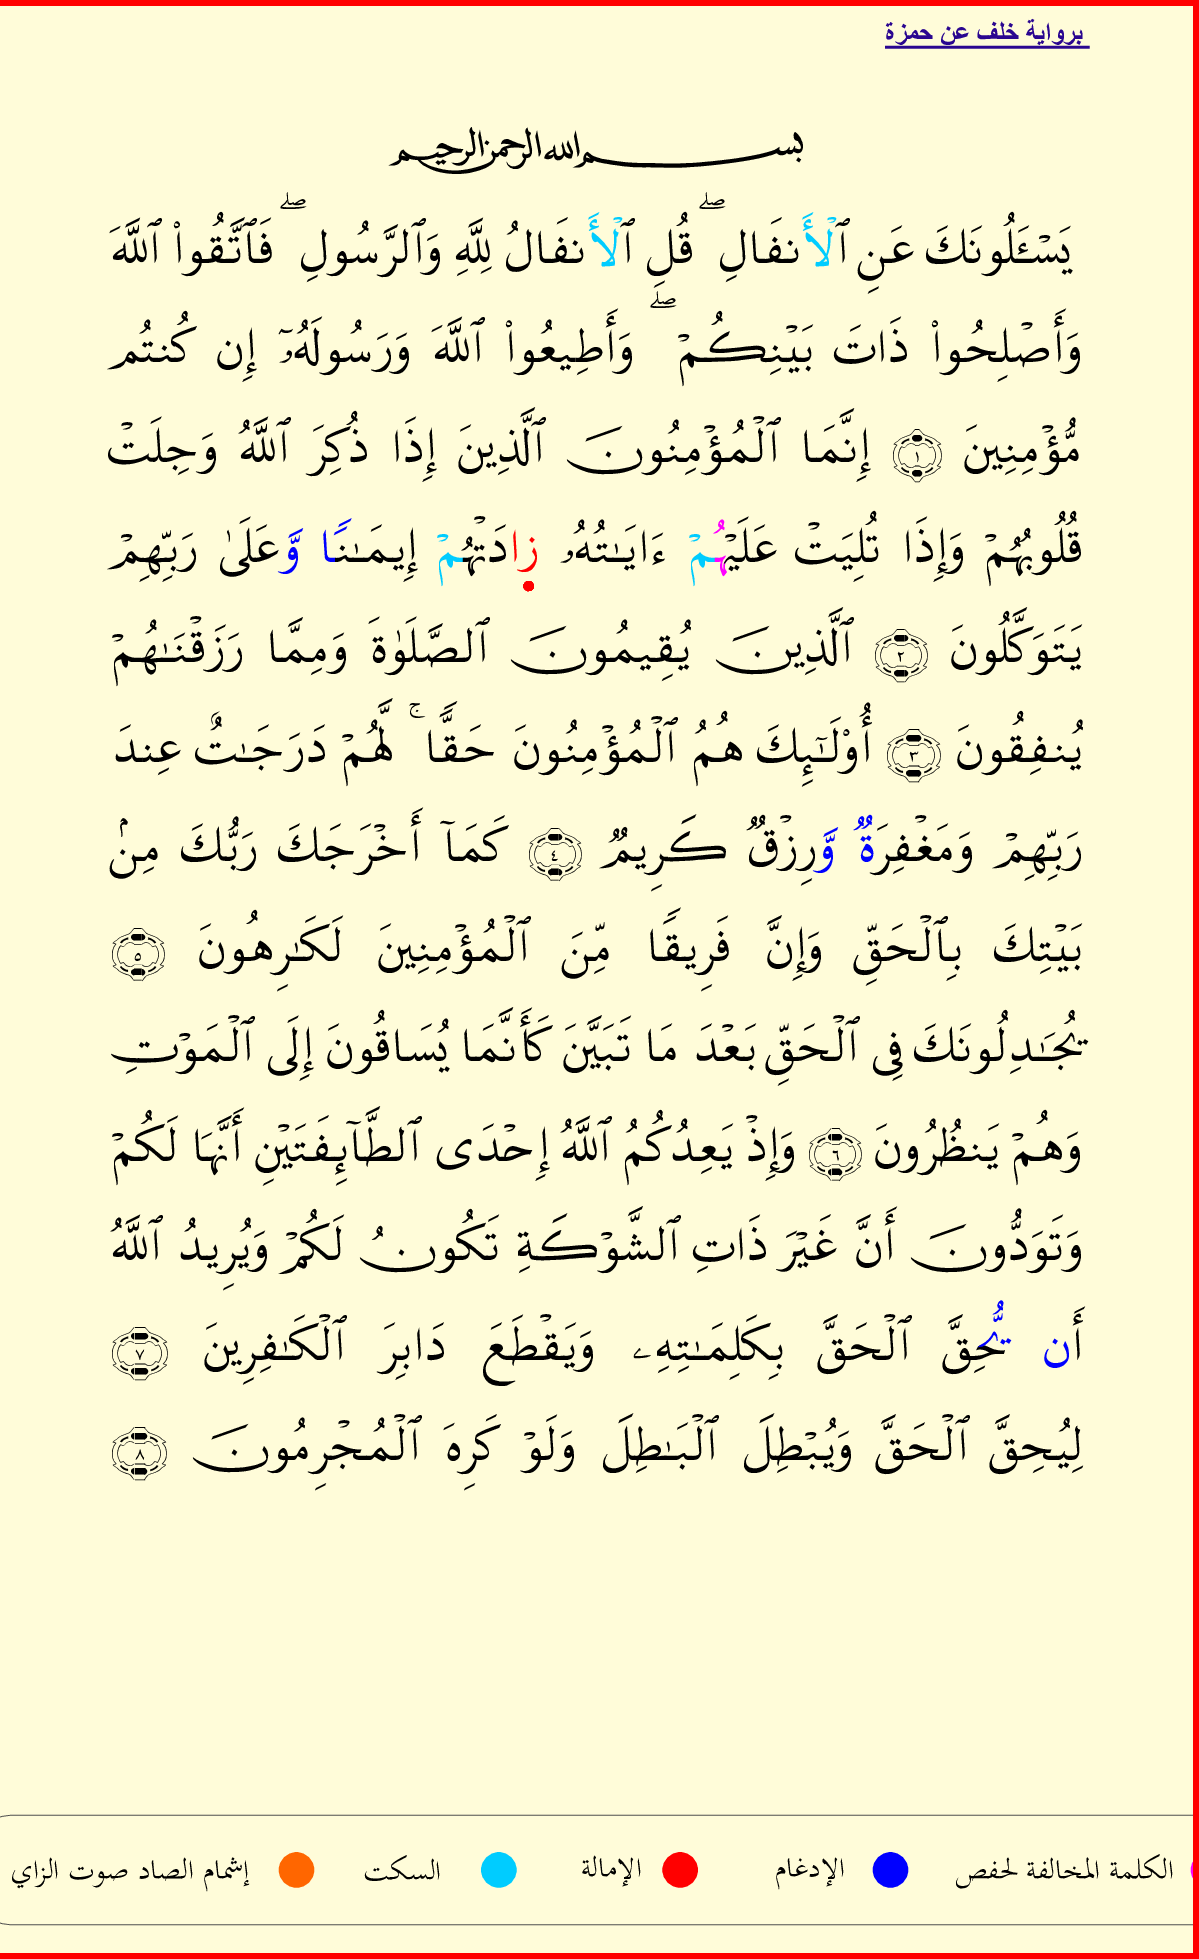 برواية خلف عن حمزة
بسم الله الرحمن الرحيم
يَسْـَٔلُونَكَ عَنِ ٱلْأَنفَالِ ۖ قُلِ ٱلْأَنفَالُ لِلَّهِ وَٱلرَّسُولِ ۖ فَٱتَّقُوا۟ ٱللَّهَ
وَأَصْلِحُوا۟ ذَاتَ بَيْنِكُمْ ۖ وَأَطِيعُوا۟ ٱللَّهَ وَرَسُولَهُۥٓ إِن كُنتُم
مُّؤْمِنِينَ ١ إِنَّمَا ٱلْمُؤْمِنُونَ ٱلَّذِينَ إِذَا ذُكِرَ ٱللَّهُ وَجِلَتْ
قُلُوبُهُمْ وَإِذَا تُلِيَتْ عَلَيْهُمْ ءَايَـٰتُهُۥ زَادَتْهُمْ إِيمَـٰنًا وَّعَلَىٰ رَبِّهِمْ
يَتَوَكَّلُونَ ٢ ٱلَّذِينَ يُقِيمُونَ ٱلصَّلَوٰةَ وَمِمَّا رَزَقْنَـٰهُمْ
يُنفِقُونَ ٣ أُو۟لَـٰٓئِكَ هُمُ ٱلْمُؤْمِنُونَ حَقًّا ۚ لَّهُمْ دَرَجَـٰتٌ عِندَ
رَبِّهِمْ وَمَغْفِرَةٌ وَّرِزْقٌ كَرِيمٌ ٤ كَمَآ أَخْرَجَكَ رَبُّكَ مِنۢ
بَيْتِكَ بِٱلْحَقِّ وَإِنَّ فَرِيقًا مِّنَ ٱلْمُؤْمِنِينَ لَكَـٰرِهُونَ ٥
يُجَـٰدِلُونَكَ فِى ٱلْحَقِّ بَعْدَ مَا تَبَيَّنَ كَأَنَّمَا يُسَاقُونَ إِلَى ٱلْمَوْتِ
وَهُمْ يَنظُرُونَ ٦ وَإِذْ يَعِدُكُمُ ٱللَّهُ إِحْدَى ٱلطَّآئِفَتَيْنِ أَنَّهَا لَكُمْ
وَتَوَدُّونَ أَنَّ غَيْرَ ذَاتِ ٱلشَّوْكَةِ تَكُونُ لَكُمْ وَيُرِيدُ ٱللَّهُ
أَن يُّحِقَّ ٱلْحَقَّ بِكَلِمَـٰتِهِۦ وَيَقْطَعَ دَابِرَ ٱلْكَـٰفِرِينَ ٧
لِيُحِقَّ ٱلْحَقَّ وَيُبْطِلَ ٱلْبَـٰطِلَ وَلَوْ كَرِهَ ٱلْمُجْرِمُونَ ٨
الكلمة المخالفة لحفص الإدغام الإمالة السكت إشمام الصاد صوت الزاي